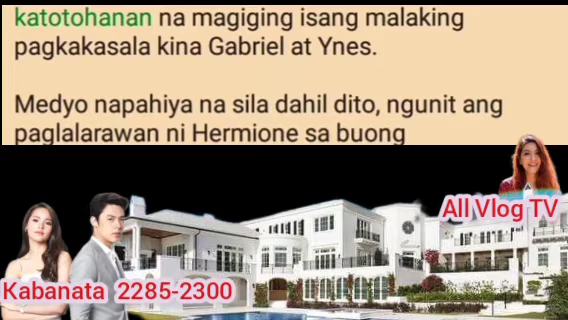 katotohanan na magiging isang malaking
pagkakasala kina Gabriel at Ynes.
Medyo napahiya na sila dahil dito, ngunit ang
paglalarawan ni Hermione sa buong
All Vlog TV
Kabanata 2285-2300